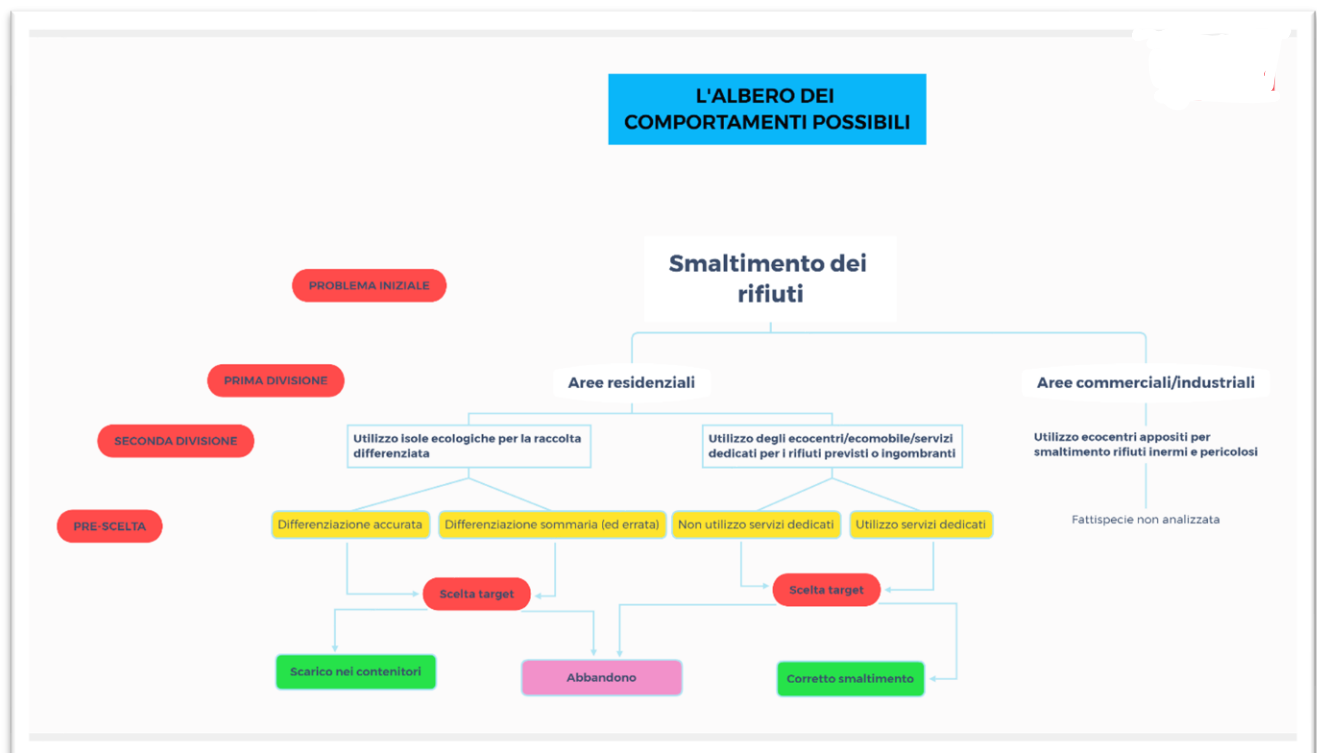 L'ALBERO DEI
COMPORTAMENTI POSSIBILI
Smaltimento dei
rifiuti
PROBLEMA INIZIALE
PRIMA DIVISIONE
Aree residenziali
Aree commerciali/industriali
SECONDA DIVISIONE
Utilizzo isole ecologiche per la raccolta
differenziata
Utilizzo degli ecocentri/ecomobile/servizi
dedicati per i rifiuti previsti o ingombranti
Utilizzo ecocentri appositi per
smaltimento rifiuti inermi e pericolosi
PRE-SCELTA
Differenziazione accurata
Differenziazione sommaria (ed errata)
Non utilizzo servizi dedicati
Utilizzo servizi dedicati
Fattispecie non analizzata
Scelta target
Scelta target
Scarico nei contenitori
Abbandono
Corretto smaltimento